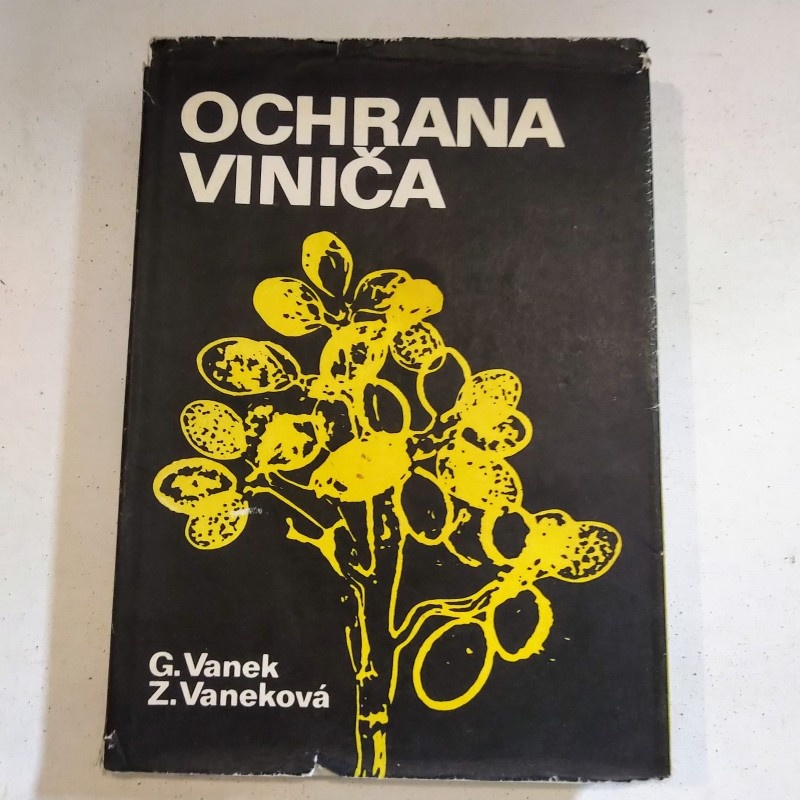 OCHRANA
VINIČA
G. Vanek
Z. Vaneková